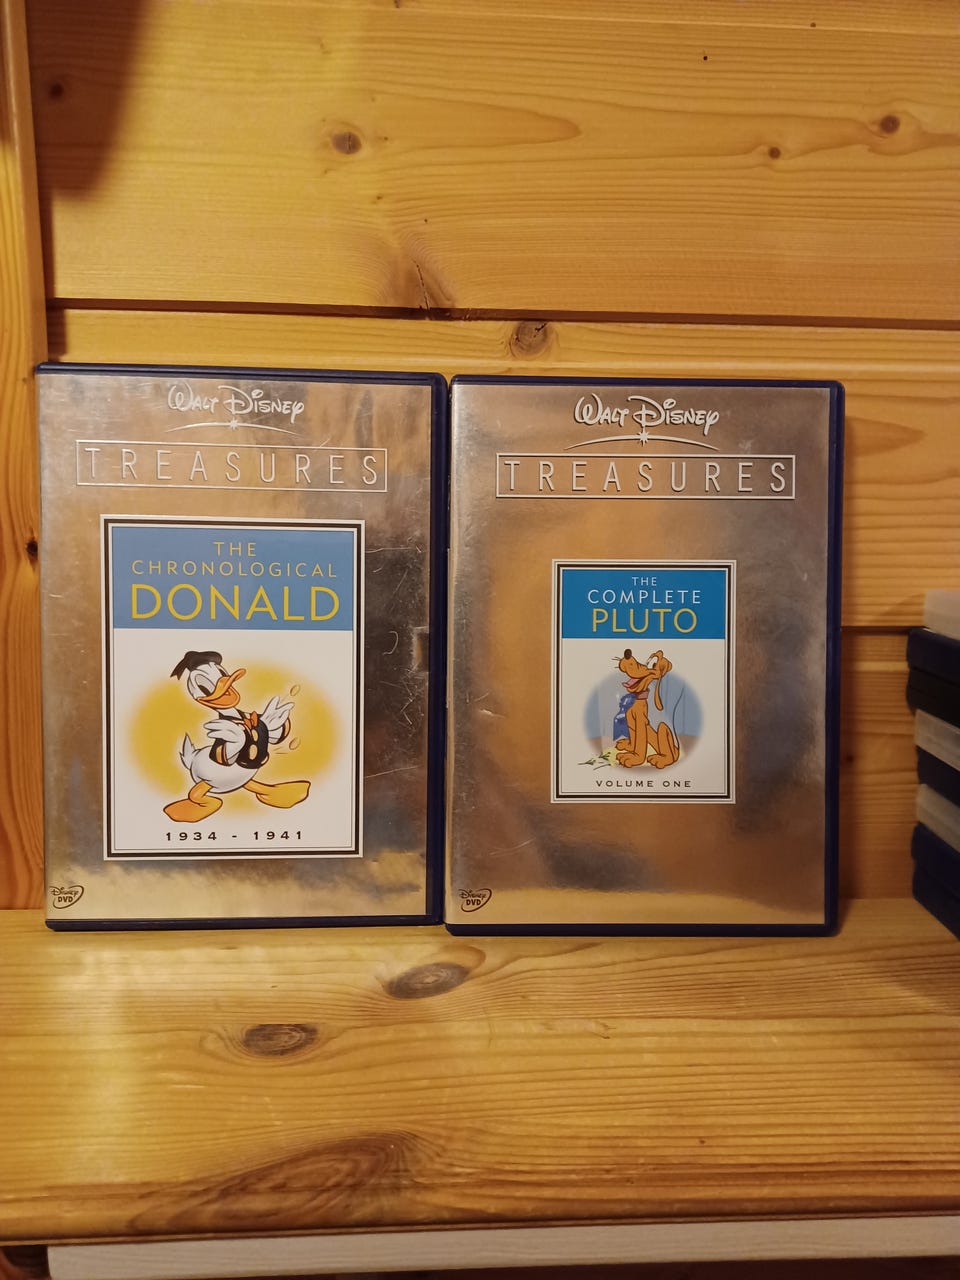 WALT DISNEY
TREASURES
THE
CHRONOLOGICAL
DONALD
1934 - 1941
DISNEY
DVD
WALT DISNEY
TREASURES
THE
COMPLETE
PLUTO
VOLUME ONE
DISNEY
DVD